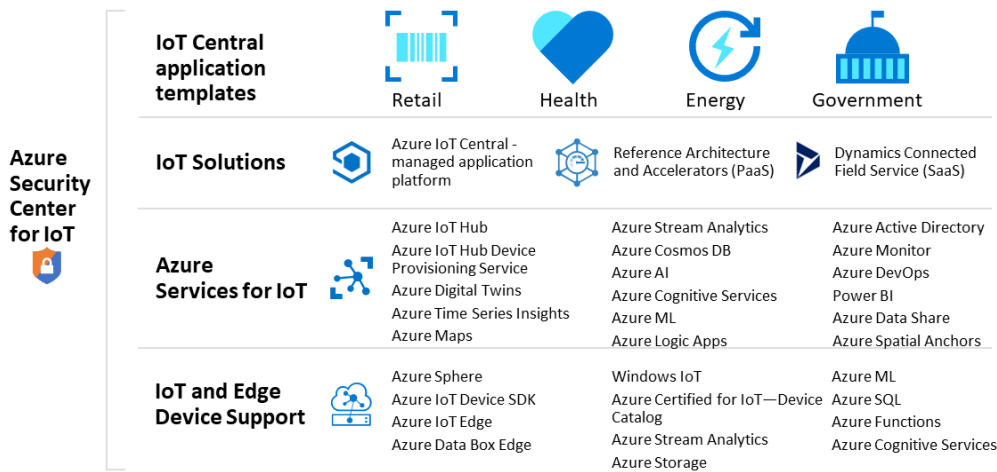 Azure
Security
Center
for IoT
IoT Central
application
templates
Retail
Health
Energy
Government
IoT Solutions
Azure IoT Central -
managed application
platform
Reference Architecture
and Accelerators (PaaS)
Dynamics Connected
Field Service (SaaS)
Azure
Services for IoT
Azure IoT Hub
Azure IoT Hub Device
Provisioning Service
Azure Digital Twins
Azure Time Series Insights
Azure Maps
Azure Stream Analytics
Azure Cosmos DB
Azure AI
Azure Cognitive Services
Azure ML
Azure Logic Apps
Azure Active Directory
Azure Monitor
Azure DevOps
Power BI
Azure Data Share
Azure Spatial Anchors
IoT and Edge
Device Support
Azure Sphere
Azure IoT Device SDK
Azure IoT Edge
Azure Data Box Edge
Windows IoT
Azure Certified for IoT—Device
Catalog
Azure Stream Analytics
Azure Storage
Azure ML
Azure SQL
Azure Functions
Azure Cognitive Services